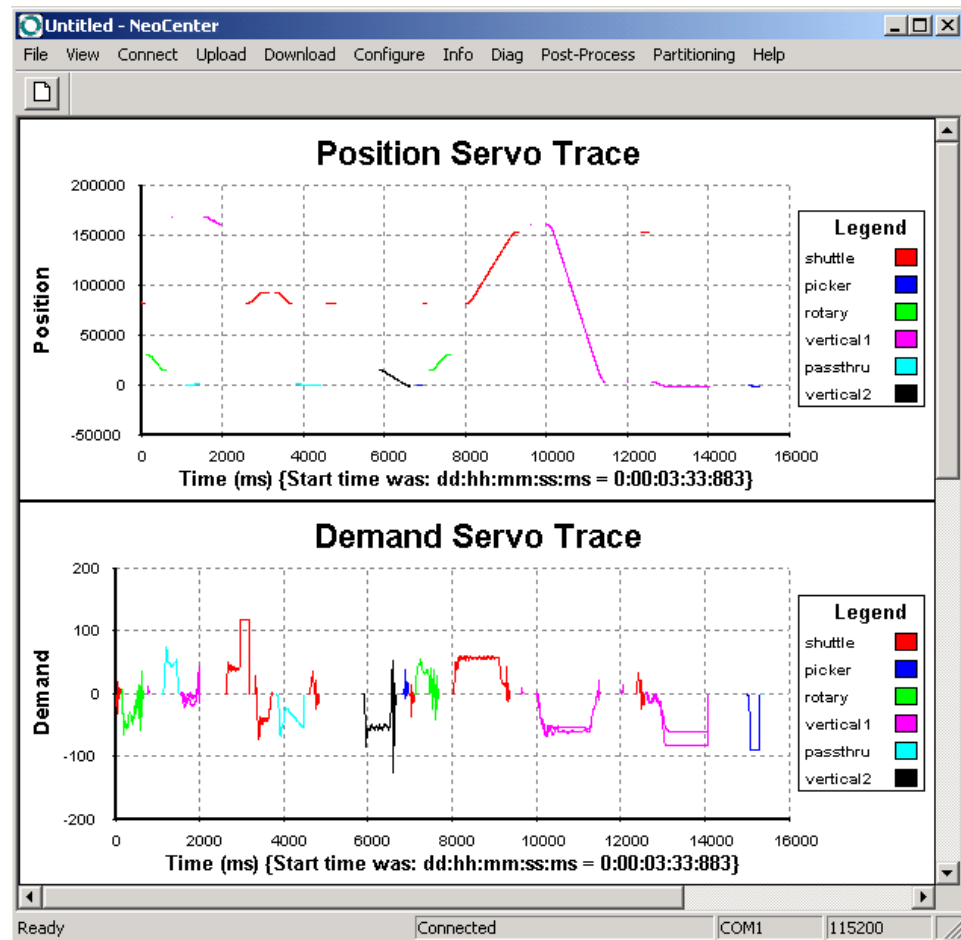 Untitled - NeoCenter
File View Connect Upload Download Configure Info Diag Post-Process Partitioning Help
Position Servo Trace
200000
150000
100000
50000
0
-50000
Position
0 2000 4000 6000 8000 10000 12000 14000 16000
Time (ms) {Start time was: dd:hh:mm:ss:ms = 0:00:03:33:883}
Legend
shuttle
picker
rotary
vertical1
passthru
vertical2
Demand Servo Trace
200
100
0
-100
-200
Demand
0 2000 4000 6000 8000 10000 12000 14000 16000
Time (ms) {Start time was: dd:hh:mm:ss:ms = 0:00:03:33:883}
Legend
shuttle
picker
rotary
vertical1
passthru
vertical2
Ready Connected COM1 115200